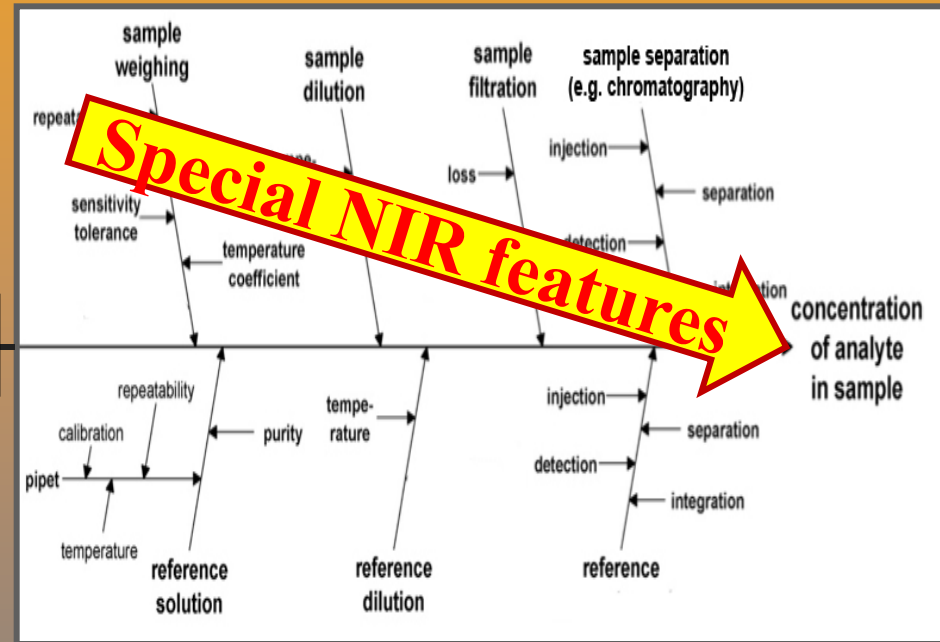 sample
weighing
sample
dilution
sample
filtration
sample separation
(e.g. chromatography)
injection
loss
separation
sensitivity
tolerance
temperature
coefficient
Special NIR features
detection
concentration
of analyte
in sample
repeatability
calibration
pipet
temperature
purity
reference
solution
tempe-
rature
reference
dilution
injection
separation
detection
integration
reference